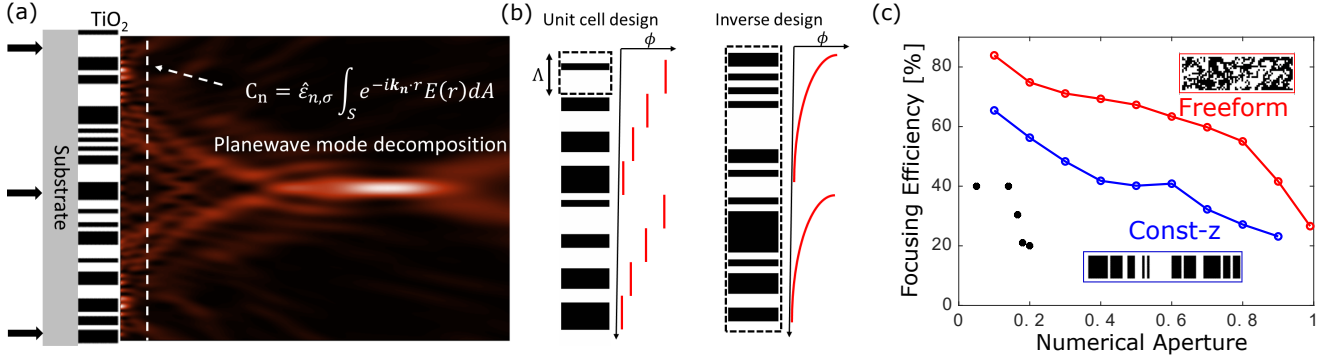 (a)
TiO2
Substrate
Cₙ = ε̂ₙ,σ ∫S e^(−ikₙ·r) E(r)dA
Planewave mode decomposition
(b)
Unit cell design
ϕ
Λ
Inverse design
ϕ
(c)
Focusing Efficiency [%]
80
60
40
20
0
0. 2
0. 4
0. 6
0. 8
1
Numerical Aperture
Freeform
Const-z